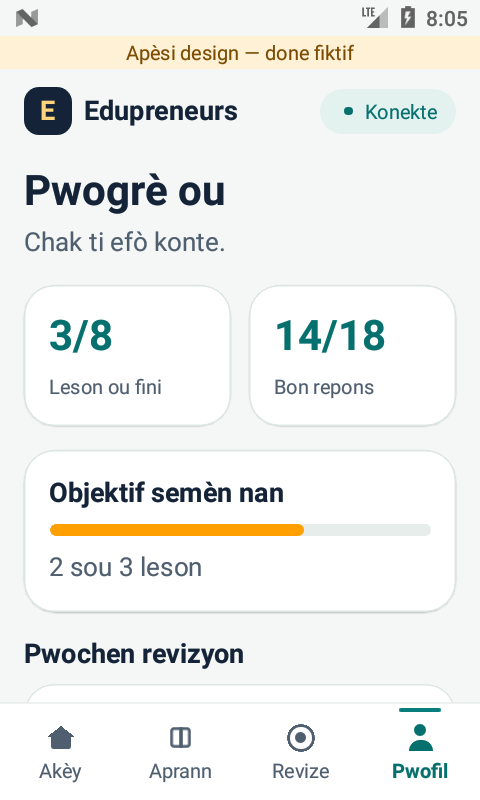 LTE 8:05
Apèsi design — done fiktif
E Edupreneurs
Konekte
Pwogrè ou
Chak ti efò konte.
3/8
Leson ou fini
14/18
Bon repons
Objektif semèn nan
2 sou 3 leson
Pwochen revizyon
Akèy
Aprann
Revize
Pwofil